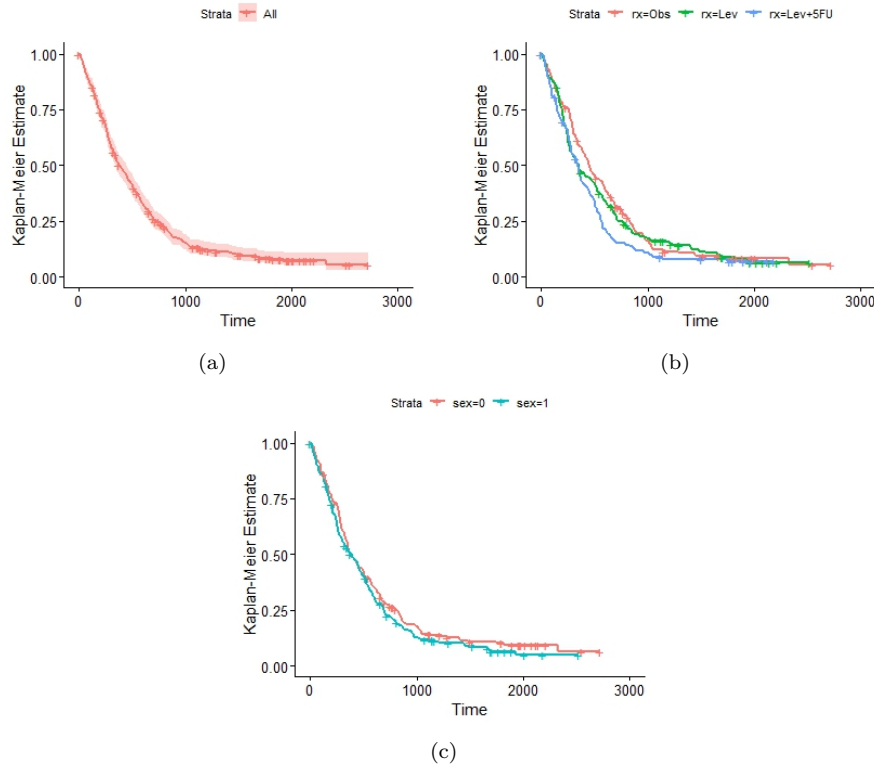 Strata All
Kaplan-Meier Estimate
1.00
0.75
0.50
0.25
0.00
0 1000 2000 3000
Time
(a)
Strata rx=Obs rx=Lev rx=Lev+5FU
Kaplan-Meier Estimate
1.00
0.75
0.50
0.25
0.00
0 1000 2000 3000
Time
(b)
Strata sex=0 sex=1
Kaplan-Meier Estimate
1.00
0.75
0.50
0.25
0.00
0 1000 2000 3000
Time
(c)